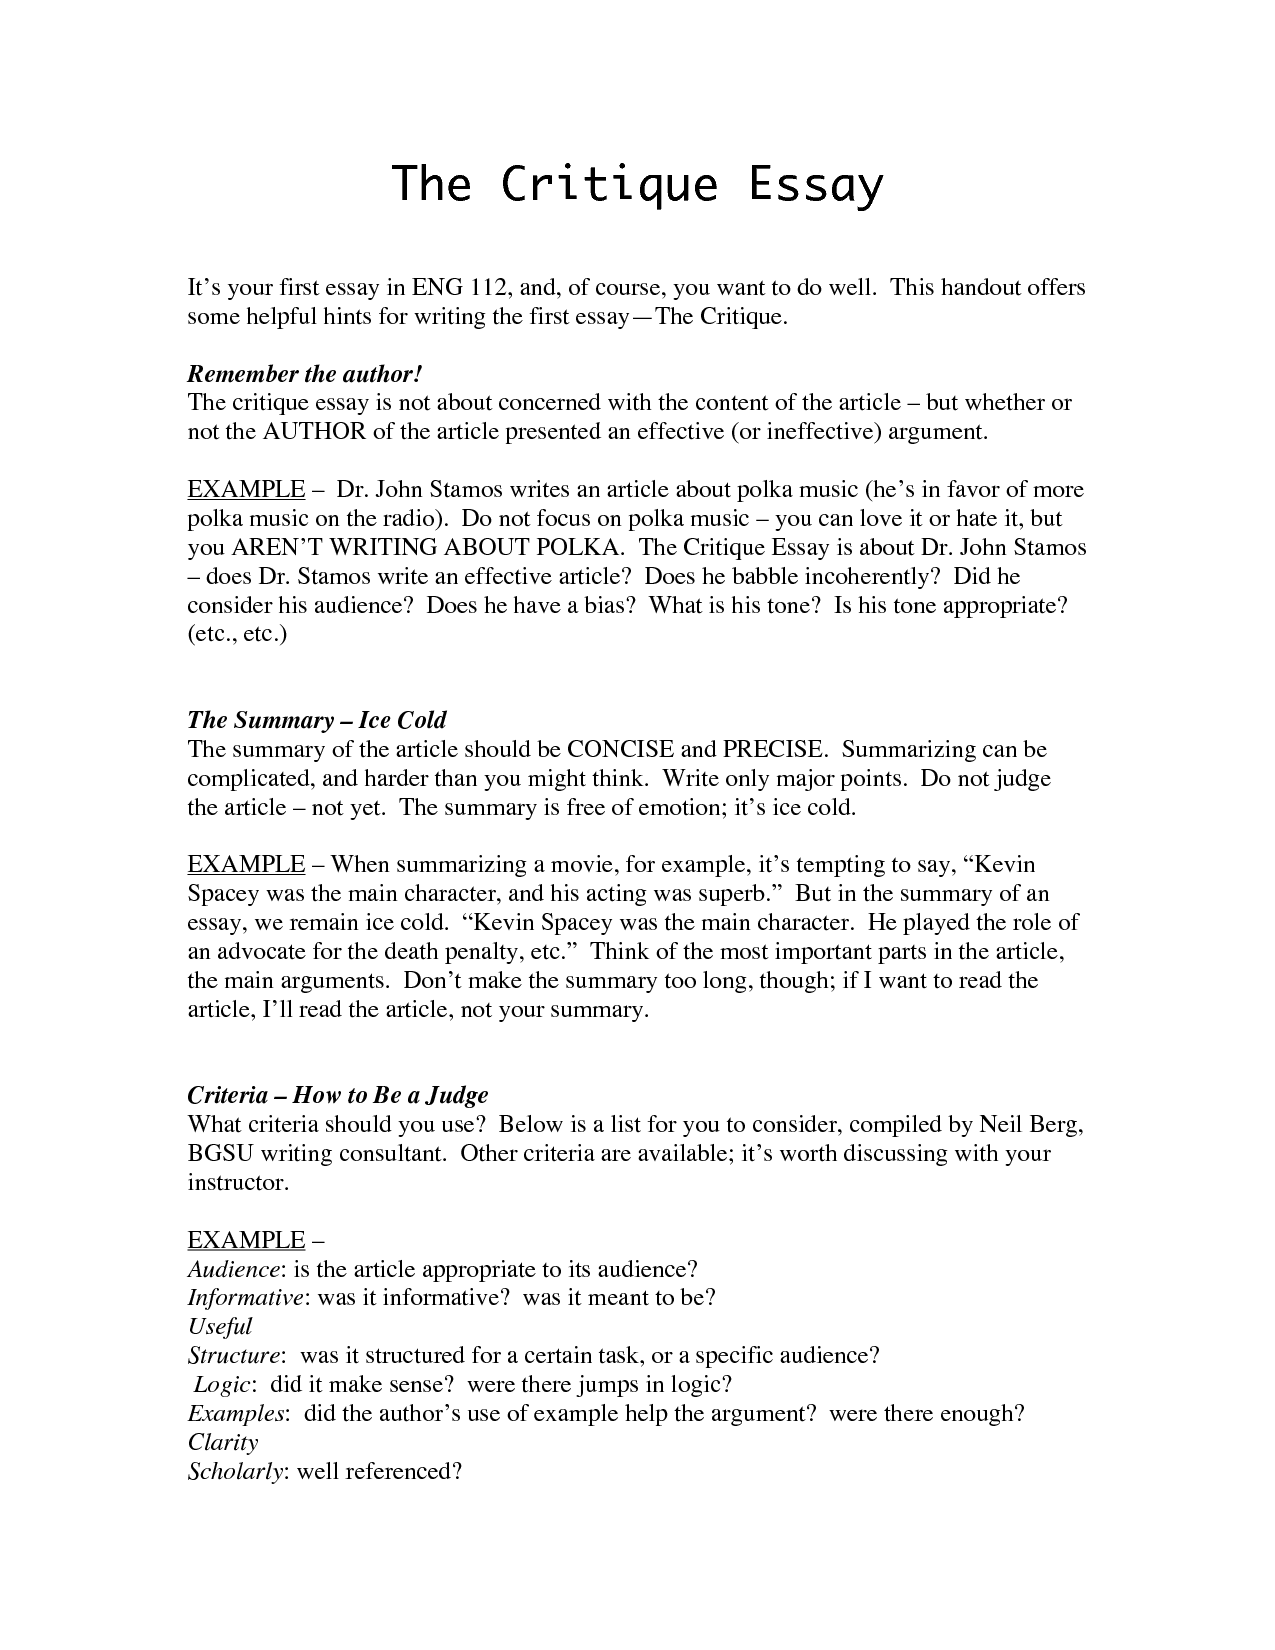 The Critique Essay
It’s your first essay in ENG 112, and, of course, you want to do well.  This handout offers
some helpful hints for writing the first essay—The Critique.
Remember the author!
The critique essay is not about concerned with the content of the article – but whether or
not the AUTHOR of the article presented an effective (or ineffective) argument.
EXAMPLE –  Dr. John Stamos writes an article about polka music (he’s in favor of more
polka music on the radio).  Do not focus on polka music – you can love it or hate it, but
you AREN’T WRITING ABOUT POLKA.  The Critique Essay is about Dr. John Stamos
– does Dr. Stamos write an effective article?  Does he babble incoherently?  Did he
consider his audience?  Does he have a bias?  What is his tone?  Is his tone appropriate?
(etc., etc.)
The Summary – Ice Cold
The summary of the article should be CONCISE and PRECISE.  Summarizing can be
complicated, and harder than you might think.  Write only major points.  Do not judge
the article – not yet.  The summary is free of emotion; it’s ice cold.
EXAMPLE – When summarizing a movie, for example, it’s tempting to say, “Kevin
Spacey was the main character, and his acting was superb.”  But in the summary of an
essay, we remain ice cold.  “Kevin Spacey was the main character.  He played the role of
an advocate for the death penalty, etc.”  Think of the most important parts in the article,
the main arguments.  Don’t make the summary too long, though; if I want to read the
article, I’ll read the article, not your summary.
Criteria – How to Be a Judge
What criteria should you use?  Below is a list for you to consider, compiled by Neil Berg,
BGSU writing consultant.  Other criteria are available; it’s worth discussing with your
instructor.
EXAMPLE –
Audience: is the article appropriate to its audience?
Informative: was it informative?  was it meant to be?
Useful
Structure:  was it structured for a certain task, or a specific audience?
Logic:  did it make sense?  were there jumps in logic?
Examples:  did the author’s use of example help the argument?  were there enough?
Clarity
Scholarly: well referenced?